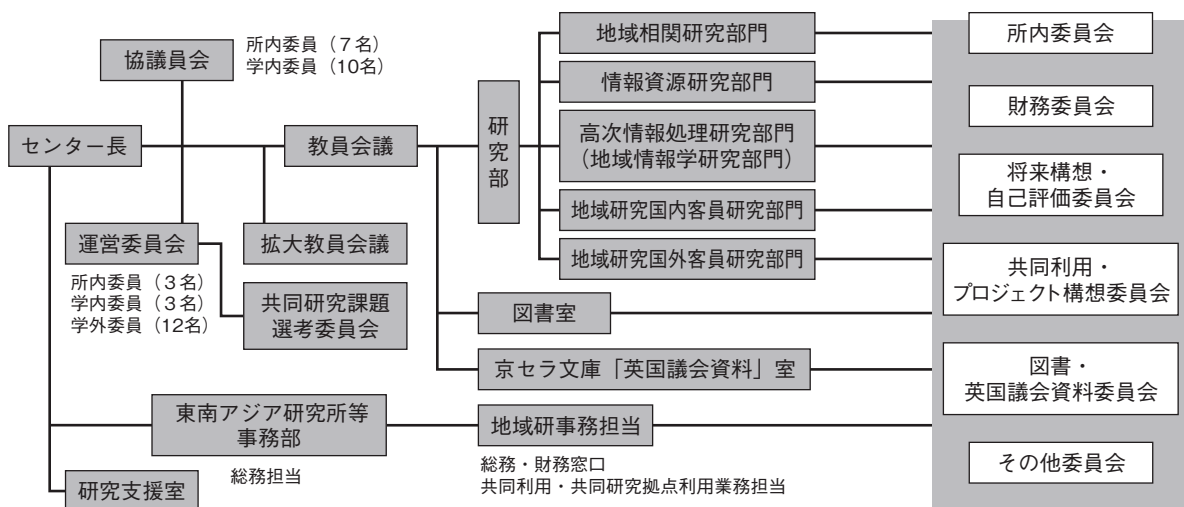 協議員会
所内委員（７名）
学内委員（10名）
センター長
教員会議
運営委員会
所内委員（３名）
学内委員（３名）
学外委員（12名）
拡大教員会議
共同研究課題
選考委員会
研究部
地域相関研究部門
情報資源研究部門
高次情報処理研究部門
（地域情報学研究部門）
地域研究国内客員研究部門
地域研究国外客員研究部門
図書室
京セラ文庫「英国議会資料」室
東南アジア研究所等
事務部
総務担当
地域研事務担当
総務・財務窓口
共同利用・共同研究拠点利用業務担当
研究支援室
所内委員会
財務委員会
将来構想・
自己評価委員会
共同利用・
プロジェクト構想委員会
図書・
英国議会資料委員会
その他委員会